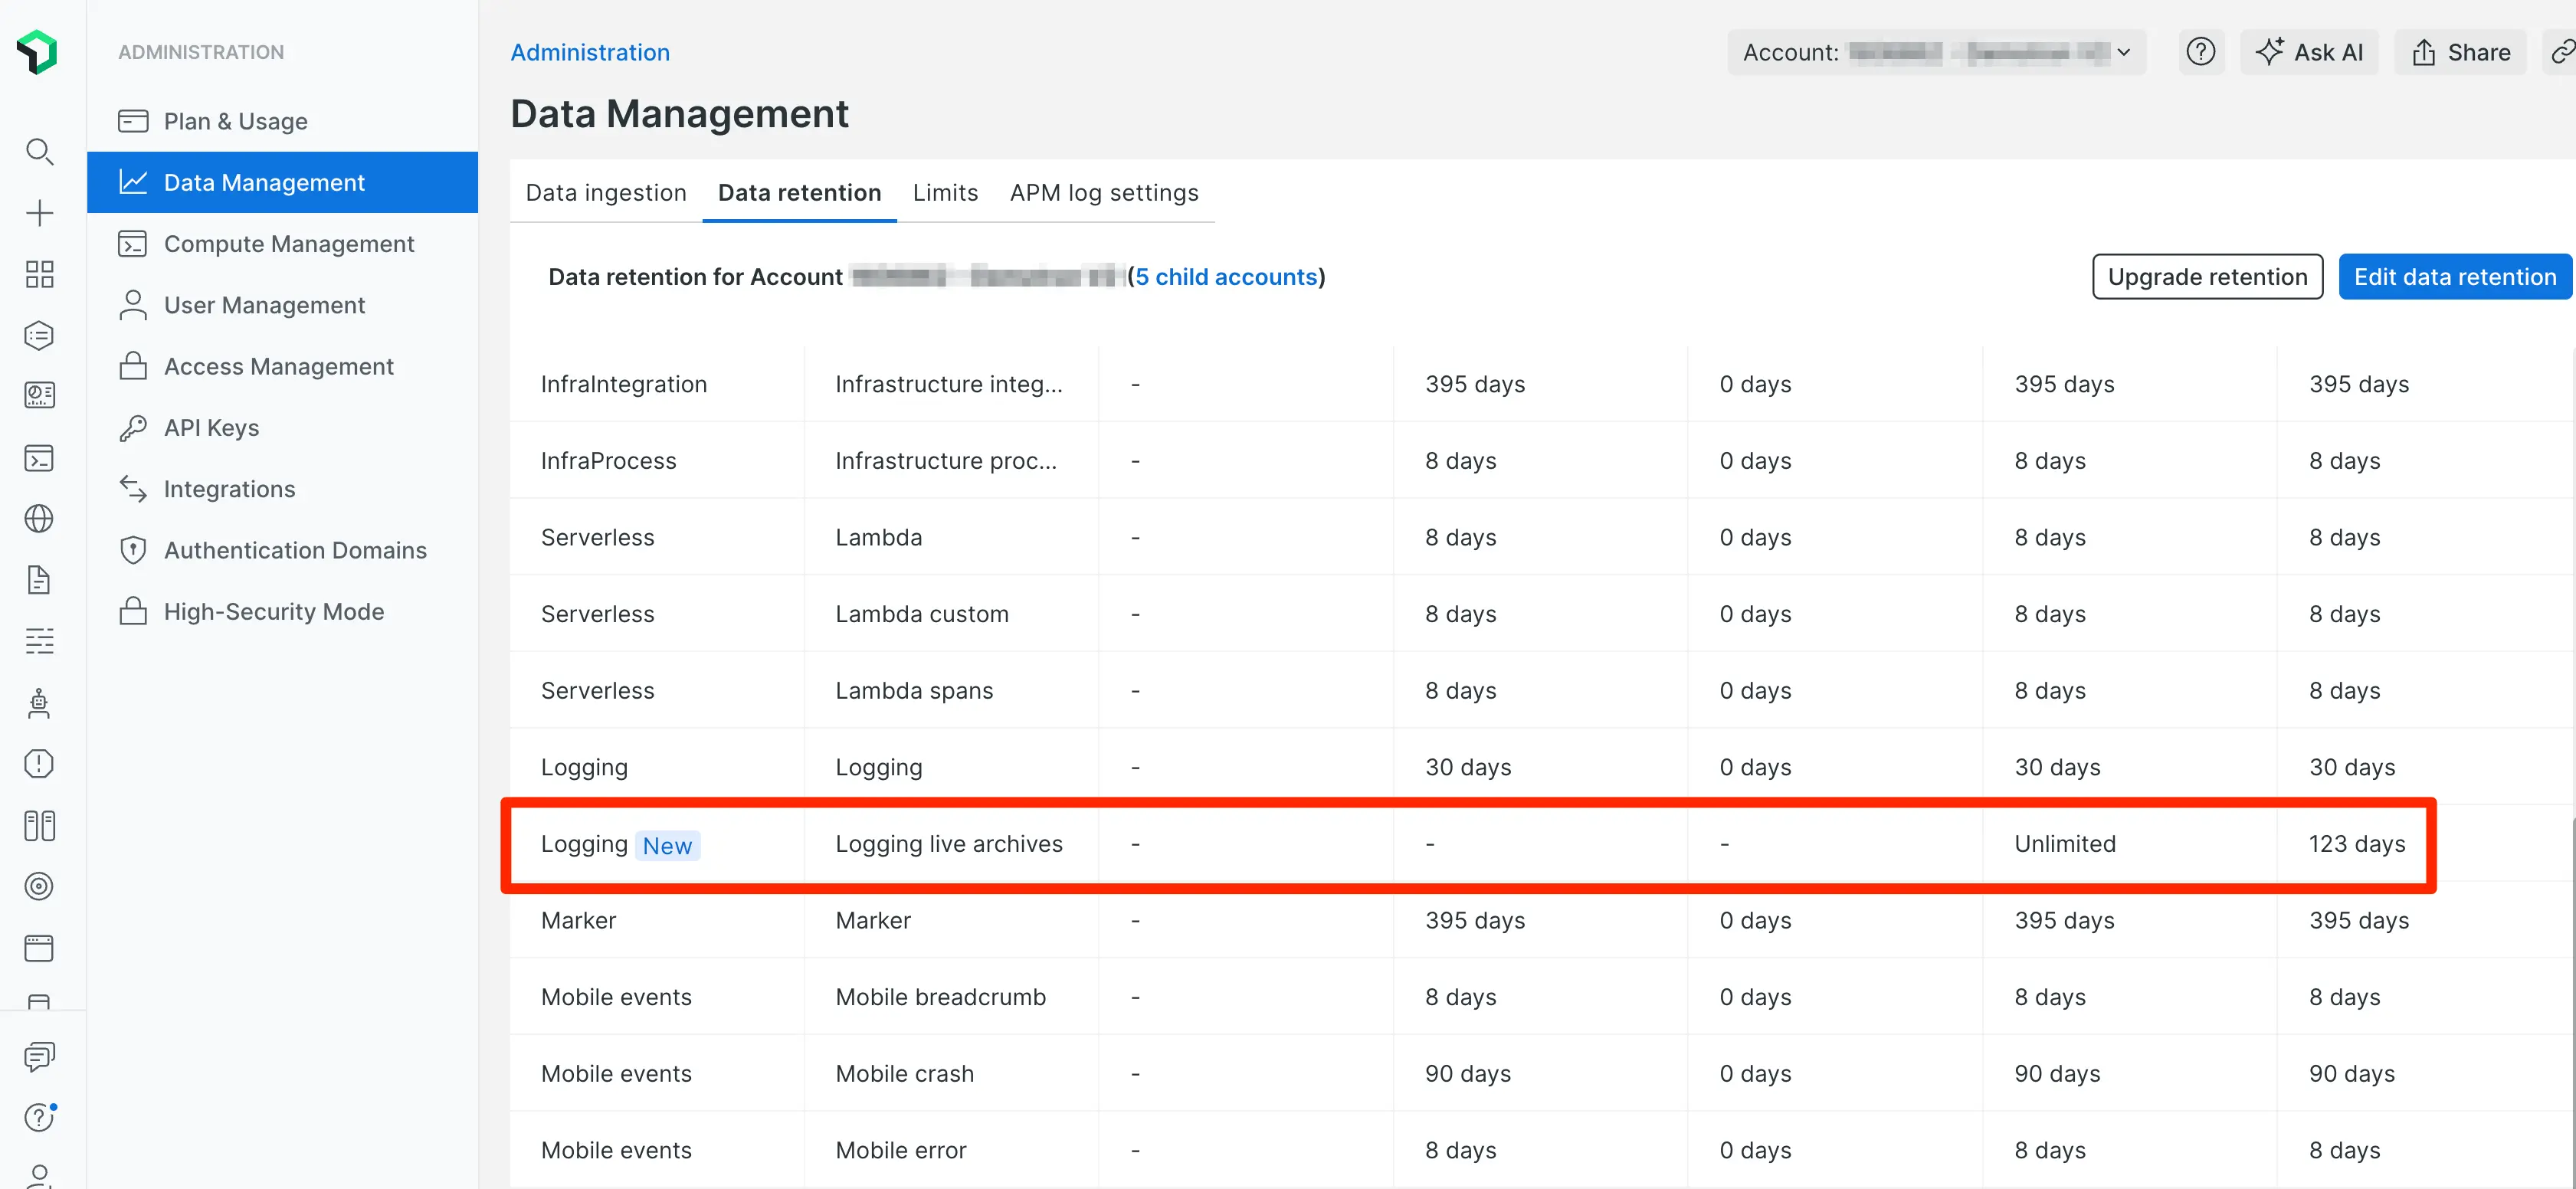 ADMINISTRATION
Plan & Usage
Data Management
Compute Management
User Management
Access Management
API Keys
Integrations
Authentication Domains
High-Security Mode
Administration
Account:
Ask AI
Share
Data Management
Data ingestion Data retention Limits APM log settings
Data retention for Account (5 child accounts)
Upgrade retention Edit data retention
InfraIntegration Infrastructure integ... - 395 days 0 days 395 days 395 days
InfraProcess Infrastructure proc... - 8 days 0 days 8 days 8 days
Serverless Lambda - 8 days 0 days 8 days 8 days
Serverless Lambda custom - 8 days 0 days 8 days 8 days
Serverless Lambda spans - 8 days 0 days 8 days 8 days
Logging Logging - 30 days 0 days 30 days 30 days
Logging New Logging live archives - - - Unlimited 123 days
Marker Marker - 395 days 0 days 395 days 395 days
Mobile events Mobile breadcrumb - 8 days 0 days 8 days 8 days
Mobile events Mobile crash - 90 days 0 days 90 days 90 days
Mobile events Mobile error - 8 days 0 days 8 days 8 days